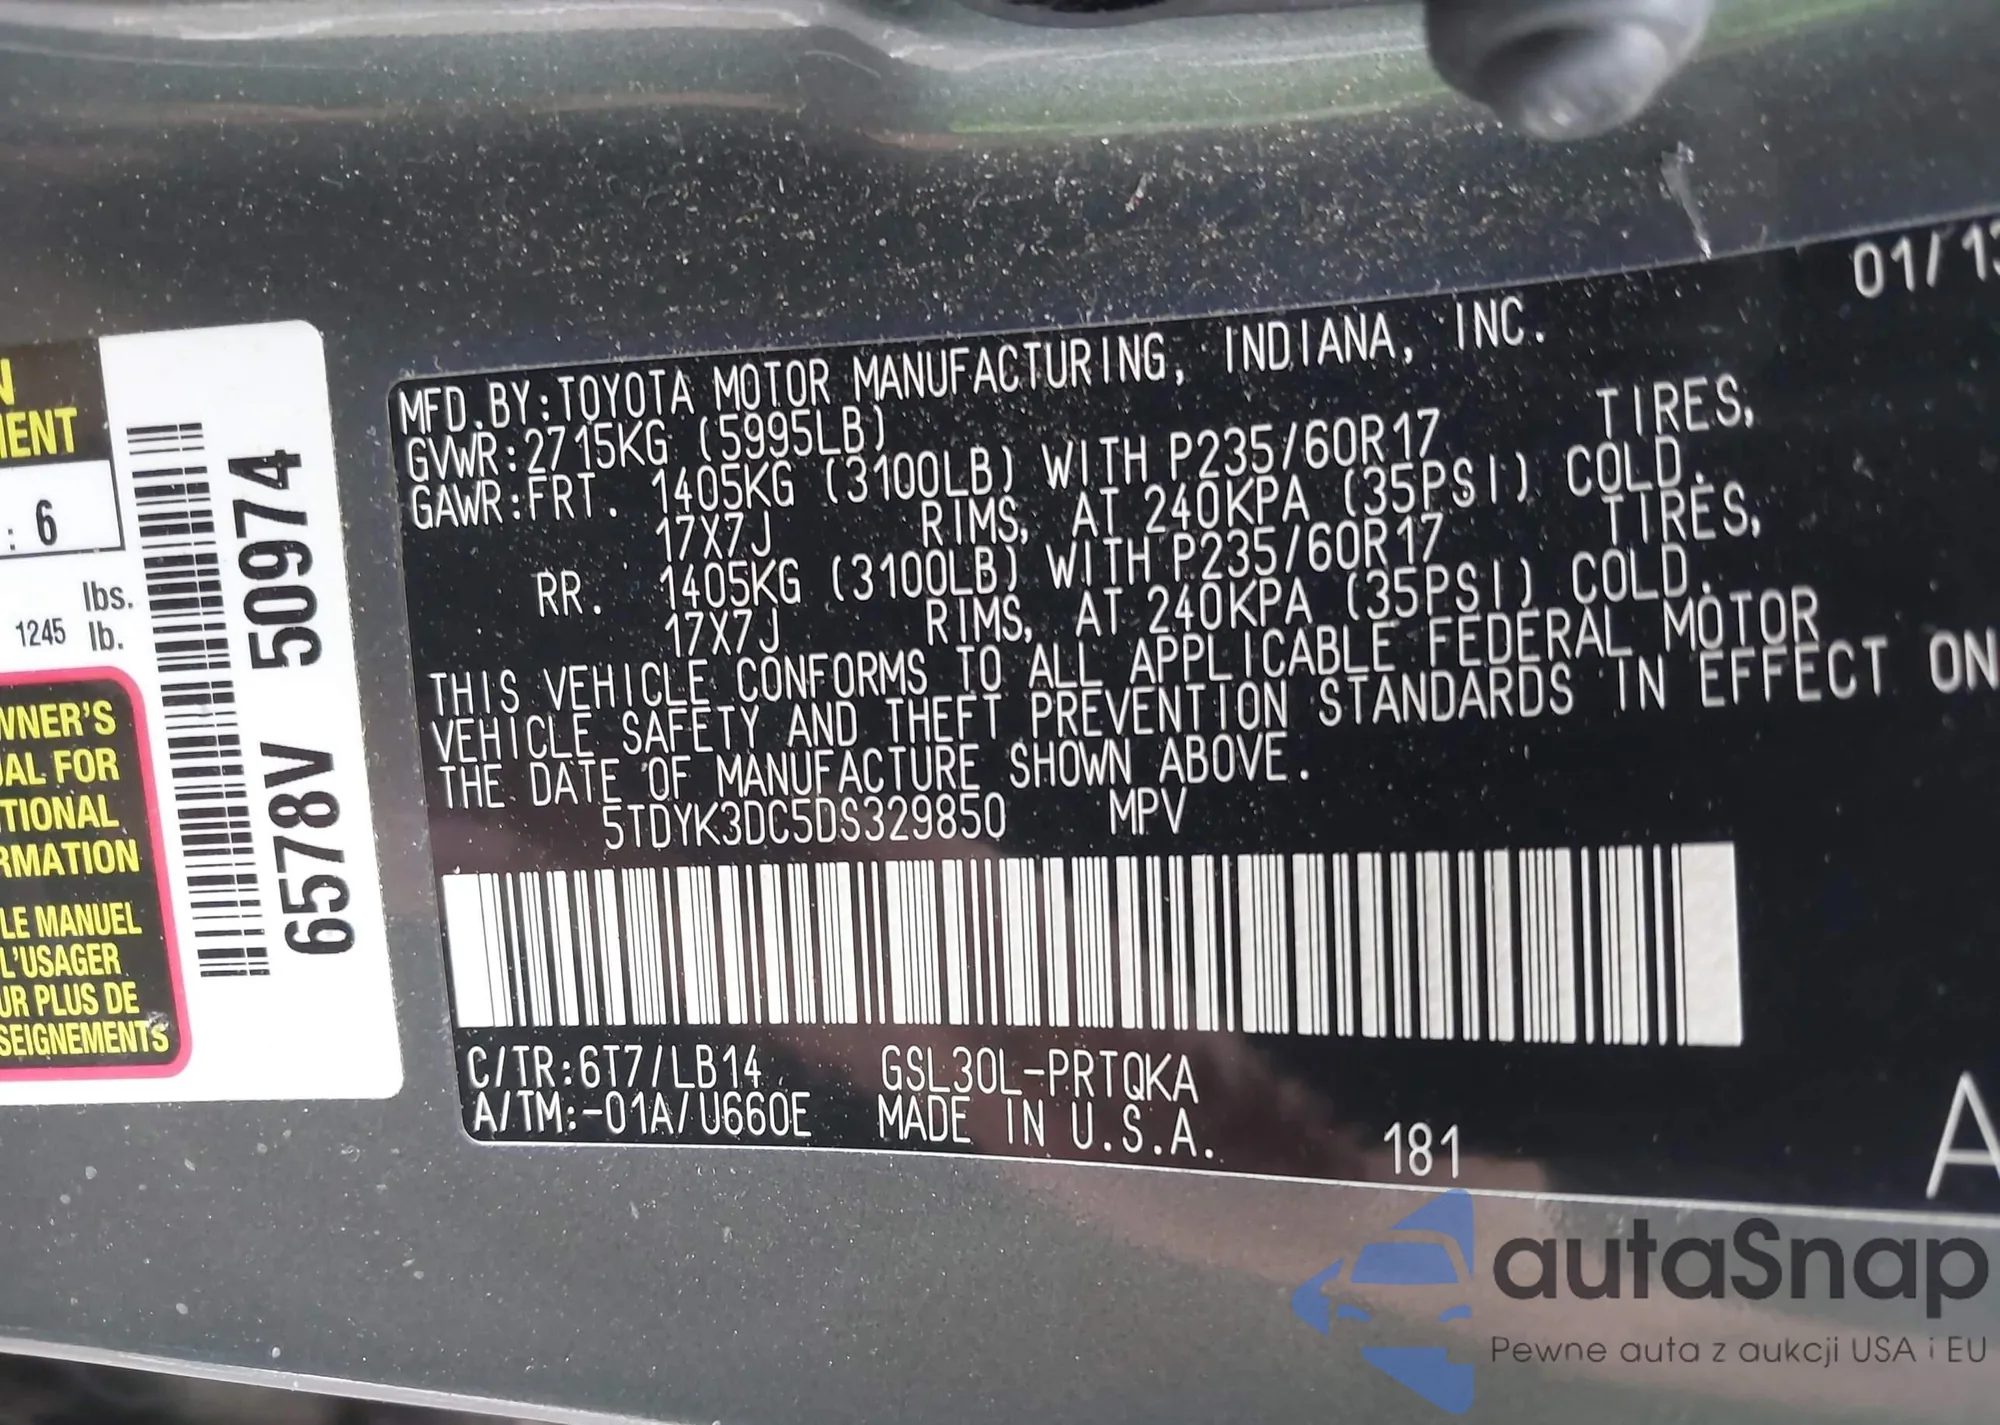 01/13
MFD.BY:TOYOTA MOTOR MANUFACTURING, INDIANA, INC.
GVWR:2715KG (5995LB)
GAWR:FRT. 1405KG (3100LB) WITH P235/60R17 TIRES,
17X7J RIMS, AT 240KPA (35PSI) COLD.
RR. 1405KG (3100LB) WITH P235/60R17 TIRES,
17X7J RIMS, AT 240KPA (35PSI) COLD.
THIS VEHICLE CONFORMS TO ALL APPLICABLE FEDERAL MOTOR
VEHICLE SAFETY AND THEFT PREVENTION STANDARDS IN EFFECT ON
THE DATE OF MANUFACTURE SHOWN ABOVE.
5TDYK3DC5DS329850 MPV
C/TR:6T7/LB14 GSL30L-PRTQKA
A/TM:-01A/U660E MADE IN U.S.A.
181
A
N
MENT
: 6
lbs.
1245 lb.
WNER'S
UAL FOR
TIONAL
RMATION
LE MANUEL
L'USAGER
UR PLUS DE
SEIGNEMENTS
6578V 50974
autaSnap
Pewne auta z aukcji USA i EU